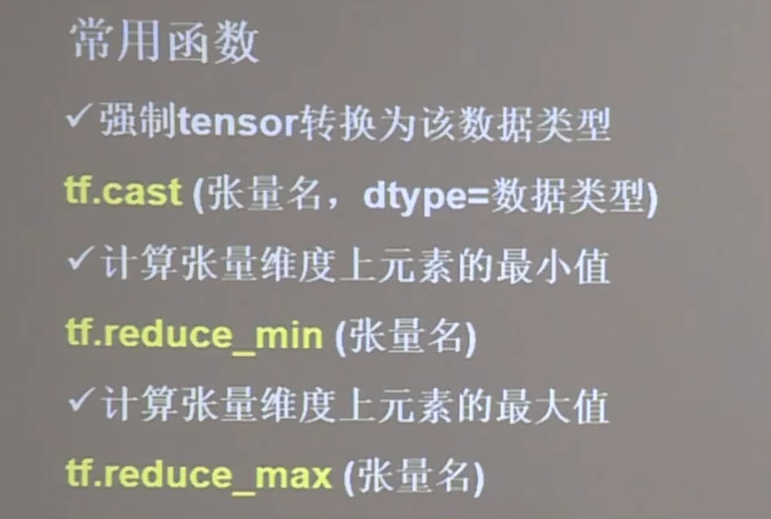 常用函数
✓强制tensor转换为该数据类型
tf.cast (张量名，dtype=数据类型)
✓计算张量维度上元素的最小值
tf.reduce_min (张量名)
✓计算张量维度上元素的最大值
tf.reduce_max (张量名)